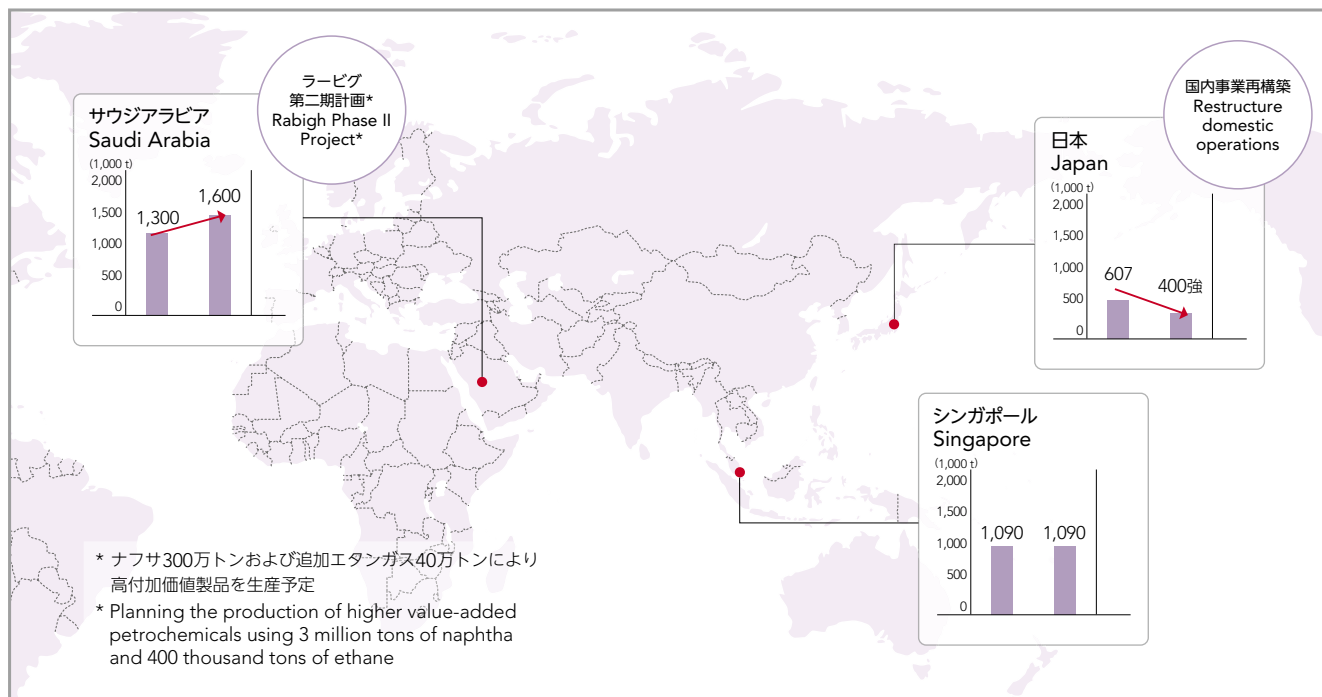 ラービグ
第二期計画*
Rabigh Phase II
Project*
サウジアラビア
Saudi Arabia
(1,000 t)
2,000
1,500
1,000
500
0
1,300
1,600
国内事業再構築
Restructure
domestic
operations
日本
Japan
(1,000 t)
2,000
1,500
1,000
500
0
607
400強
シンガポール
Singapore
(1,000 t)
2,000
1,500
1,000
500
0
1,090
1,090
* ナフサ300万トンおよび追加エタンガス40万トンにより
高付加価値製品を生産予定
* Planning the production of higher value-added
petrochemicals using 3 million tons of naphtha
and 400 thousand tons of ethane